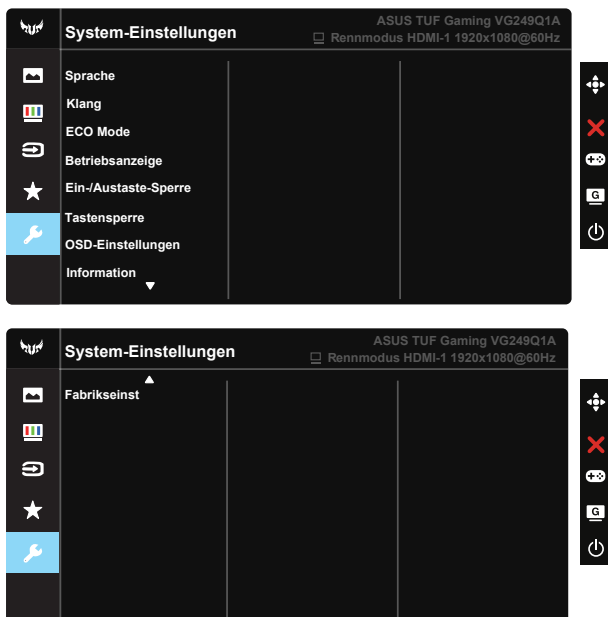 System-Einstellungen
ASUS TUF Gaming VG249Q1A
Rennmodus HDMI-1 1920x1080@60Hz
Sprache
Klang
ECO Mode
Betriebsanzeige
Ein-/Austaste-Sperre
Tastensperre
OSD-Einstellungen
Information
G
System-Einstellungen
ASUS TUF Gaming VG249Q1A
Rennmodus HDMI-1 1920x1080@60Hz
Fabrikseinst
G